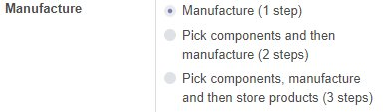 Manufacture
Manufacture (1 step)
Pick components and then
manufacture (2 steps)
Pick components, manufacture
and then store products (3 steps)